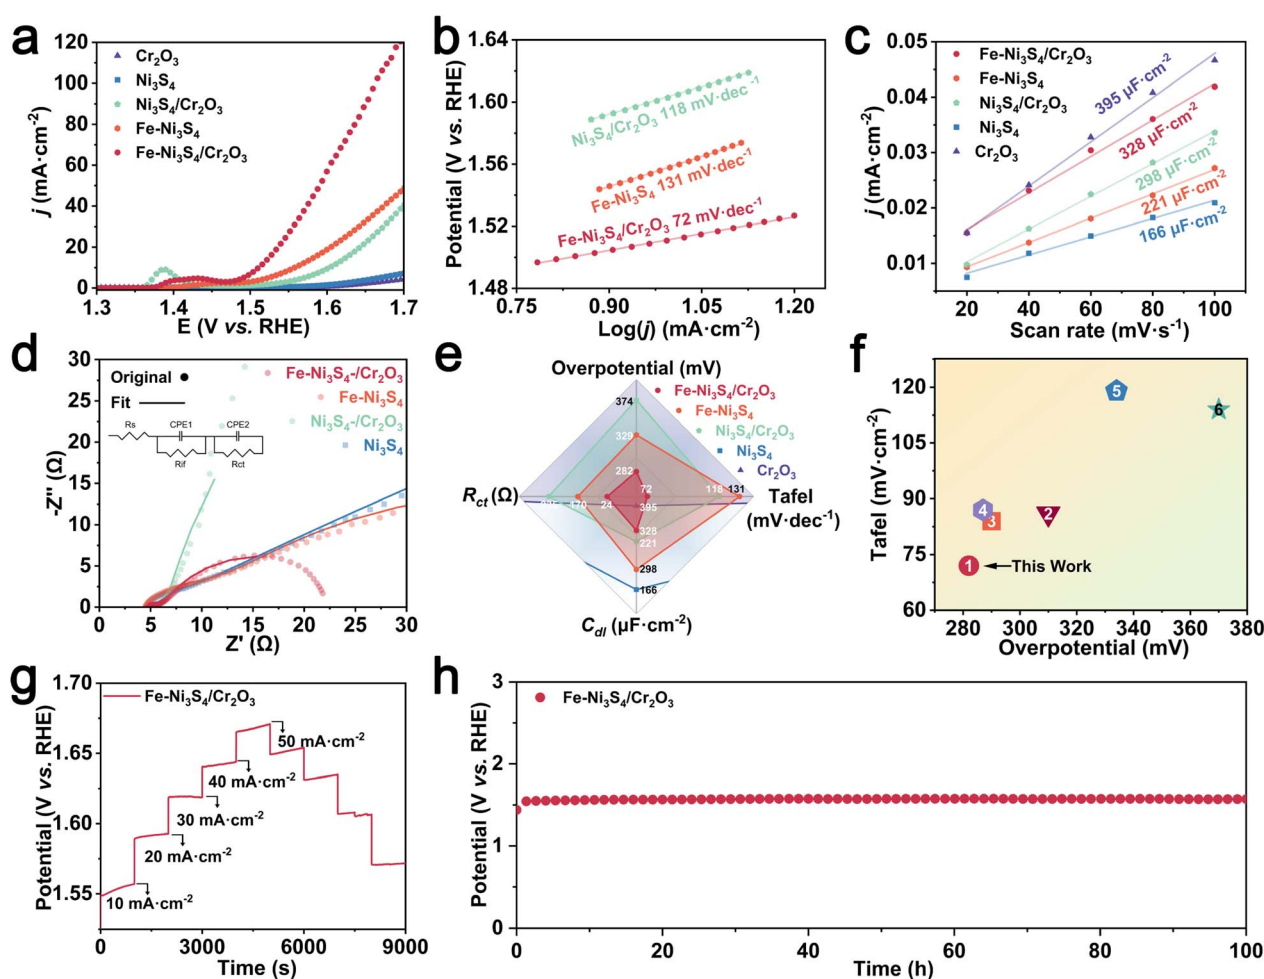 a
120
100
80
60
40
20
0
j (mA·cm⁻²)
Cr₂O₃
Ni₃S₄
Ni₃S₄/Cr₂O₃
Fe-Ni₃S₄
Fe-Ni₃S₄/Cr₂O₃
1.3 1.4 1.5 1.6 1.7
E (V vs. RHE)
b
1.64
1.60
1.56
1.52
1.48
Potential (V vs. RHE)
Ni₃S₄/Cr₂O₃ 118 mV·dec⁻¹
Fe-Ni₃S₄ 131 mV·dec⁻¹
Fe-Ni₃S₄/Cr₂O₃ 72 mV·dec⁻¹
0.75 0.90 1.05 1.20
Log(j) (mA·cm⁻²)
c
0.05
0.04
0.03
0.02
0.01
j (mA·cm⁻²)
Fe-Ni₃S₄/Cr₂O₃
Fe-Ni₃S₄
Ni₃S₄/Cr₂O₃
Ni₃S₄
Cr₂O₃
395 μF·cm⁻²
328 μF·cm⁻²
298 μF·cm⁻²
221 μF·cm⁻²
166 μF·cm⁻²
20 40 60 80 100
Scan rate (mV·s⁻¹)
d
30
25
20
15
10
5
0
-Z'' (Ω)
Original
Fit
Rs
CPE1
CPE2
Rif
Rct
Fe-Ni₃S₄-/Cr₂O₃
Fe-Ni₃S₄
Ni₃S₄-/Cr₂O₃
Ni₃S₄
0 5 10 15 20 25 30
Z' (Ω)
e
Overpotential (mV)
Fe-Ni₃S₄/Cr₂O₃
Fe-Ni₃S₄
Ni₃S₄/Cr₂O₃
Ni₃S₄
Cr₂O₃
374
329
282
Rct (Ω)
170
24
72
118
131
Tafel
(mV·dec⁻¹)
395
328
221
298
166
Cdl (μF·cm⁻²)
f
120
105
90
75
60
Tafel (mV·cm⁻²)
5
6
4
3
2
1
This Work
280 300 320 340 360 380
Overpotential (mV)
g
1.70
1.65
1.60
1.55
Potential (V vs. RHE)
Fe-Ni₃S₄/Cr₂O₃
50 mA·cm⁻²
40 mA·cm⁻²
30 mA·cm⁻²
20 mA·cm⁻²
10 mA·cm⁻²
0 3000 6000 9000
Time (s)
h
3
2
1
0
Potential (V vs. RHE)
Fe-Ni₃S₄/Cr₂O₃
0 20 40 60 80 100
Time (h)